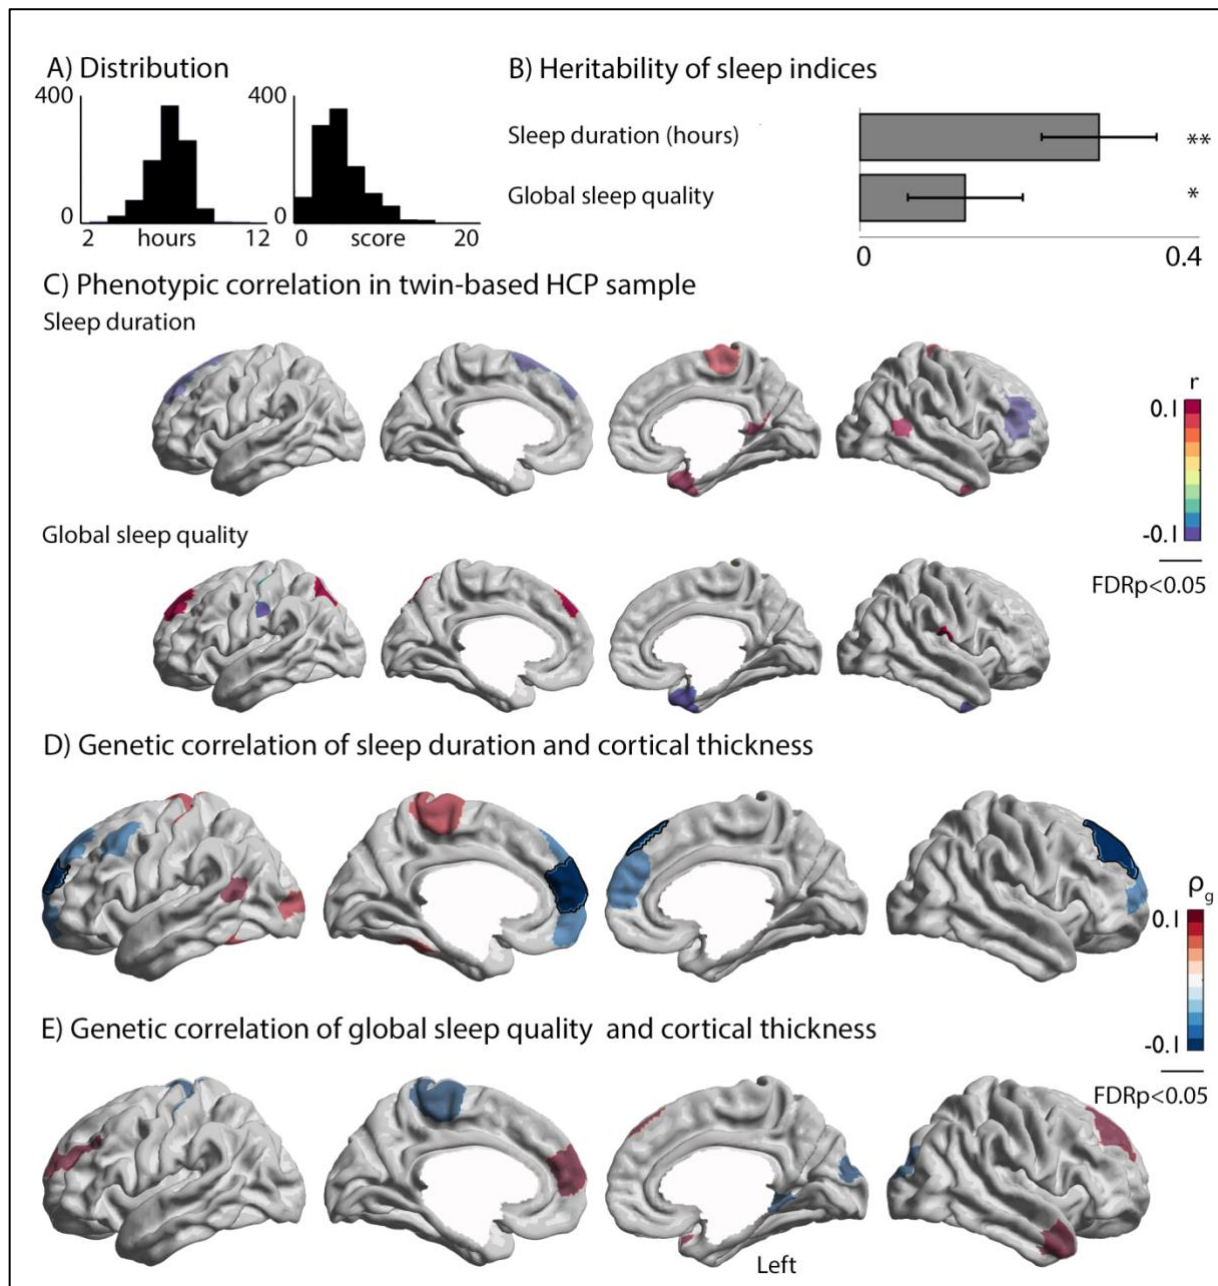 A) Distribution
400
0
2 hours 12
400
0
0 score 20
B) Heritability of sleep indices
Sleep duration (hours)
**
Global sleep quality
*
0 0.4
C) Phenotypic correlation in twin-based HCP sample
Sleep duration
r
0.1
-0.1
FDRp<0.05
Global sleep quality
D) Genetic correlation of sleep duration and cortical thickness
ρg
0.1
-0.1
FDRp<0.05
E) Genetic correlation of global sleep quality and cortical thickness
Left